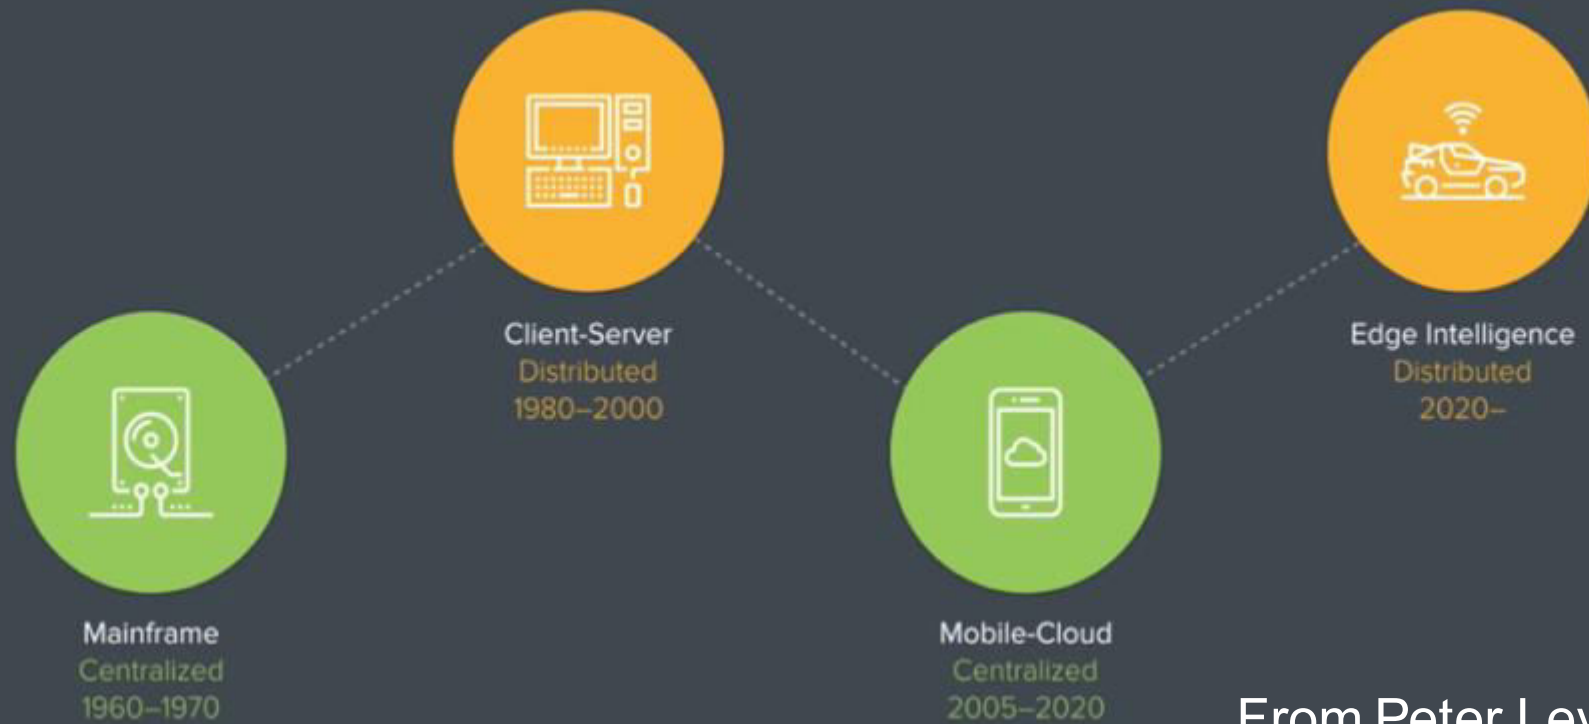 Mainframe
Centralized
1960–1970
Client-Server
Distributed
1980–2000
Mobile-Cloud
Centralized
2005–2020
Edge Intelligence
Distributed
2020–
From Peter